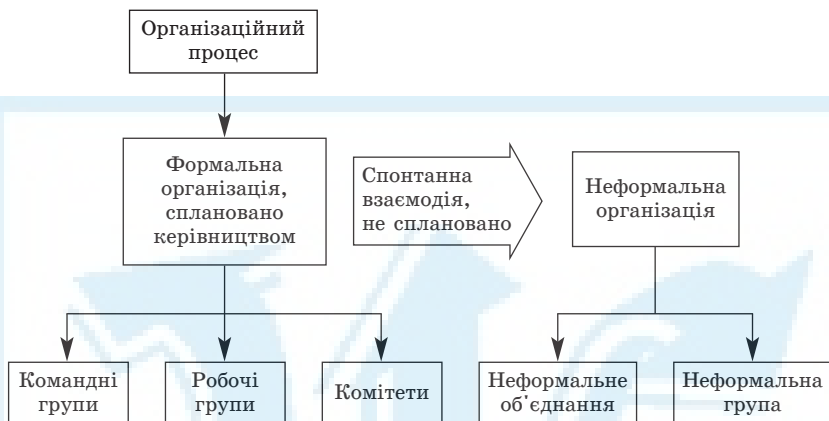 Організаційний
процес
Формальна
організація,
сплановано
керівництвом
Спонтанна
взаємодія,
не сплановано
Неформальна
організація
Командні
групи
Робочі
групи
Комітети
Неформальне
об'єднання
Неформальна
група